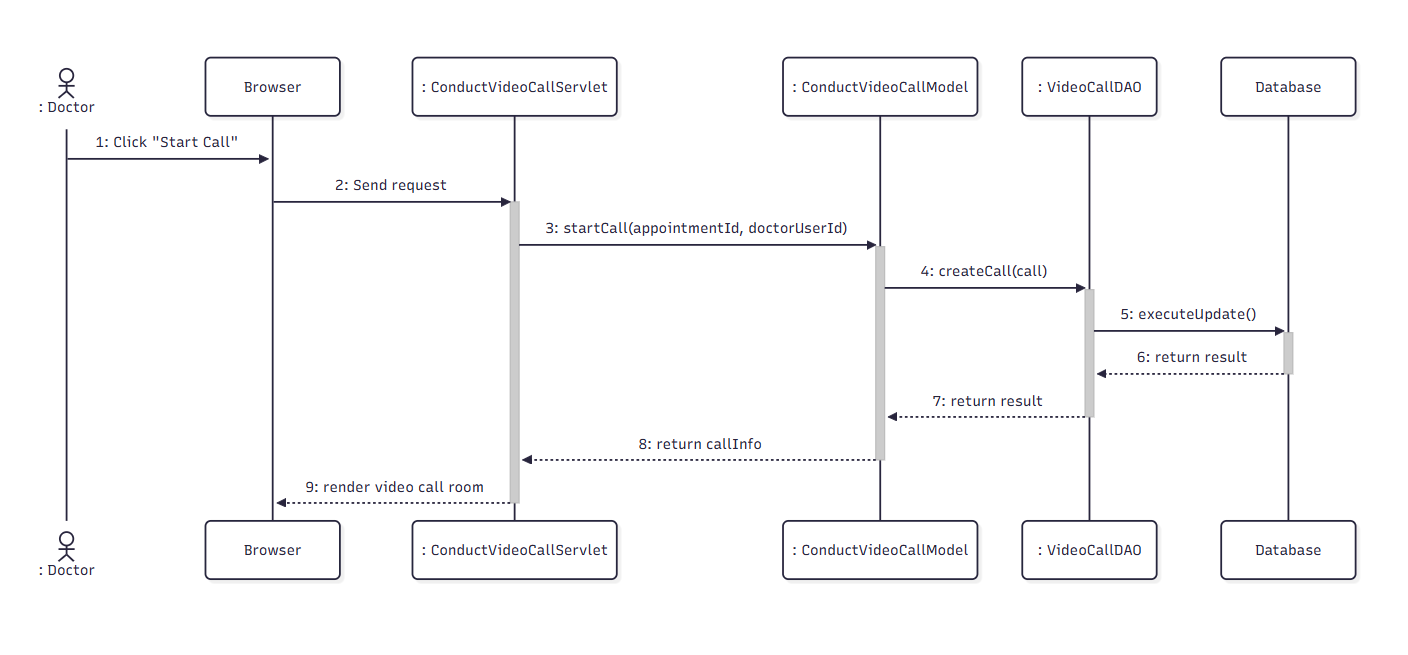 : Doctor
Browser
: ConductVideoCallServlet
: ConductVideoCallModel
: VideoCallDAO
Database
1: Click "Start Call"
2: Send request
3: startCall(appointmentId, doctorUserId)
4: createCall(call)
5: executeUpdate()
6: return result
7: return result
8: return callInfo
9: render video call room
: Doctor
Browser
: ConductVideoCallServlet
: ConductVideoCallModel
: VideoCallDAO
Database